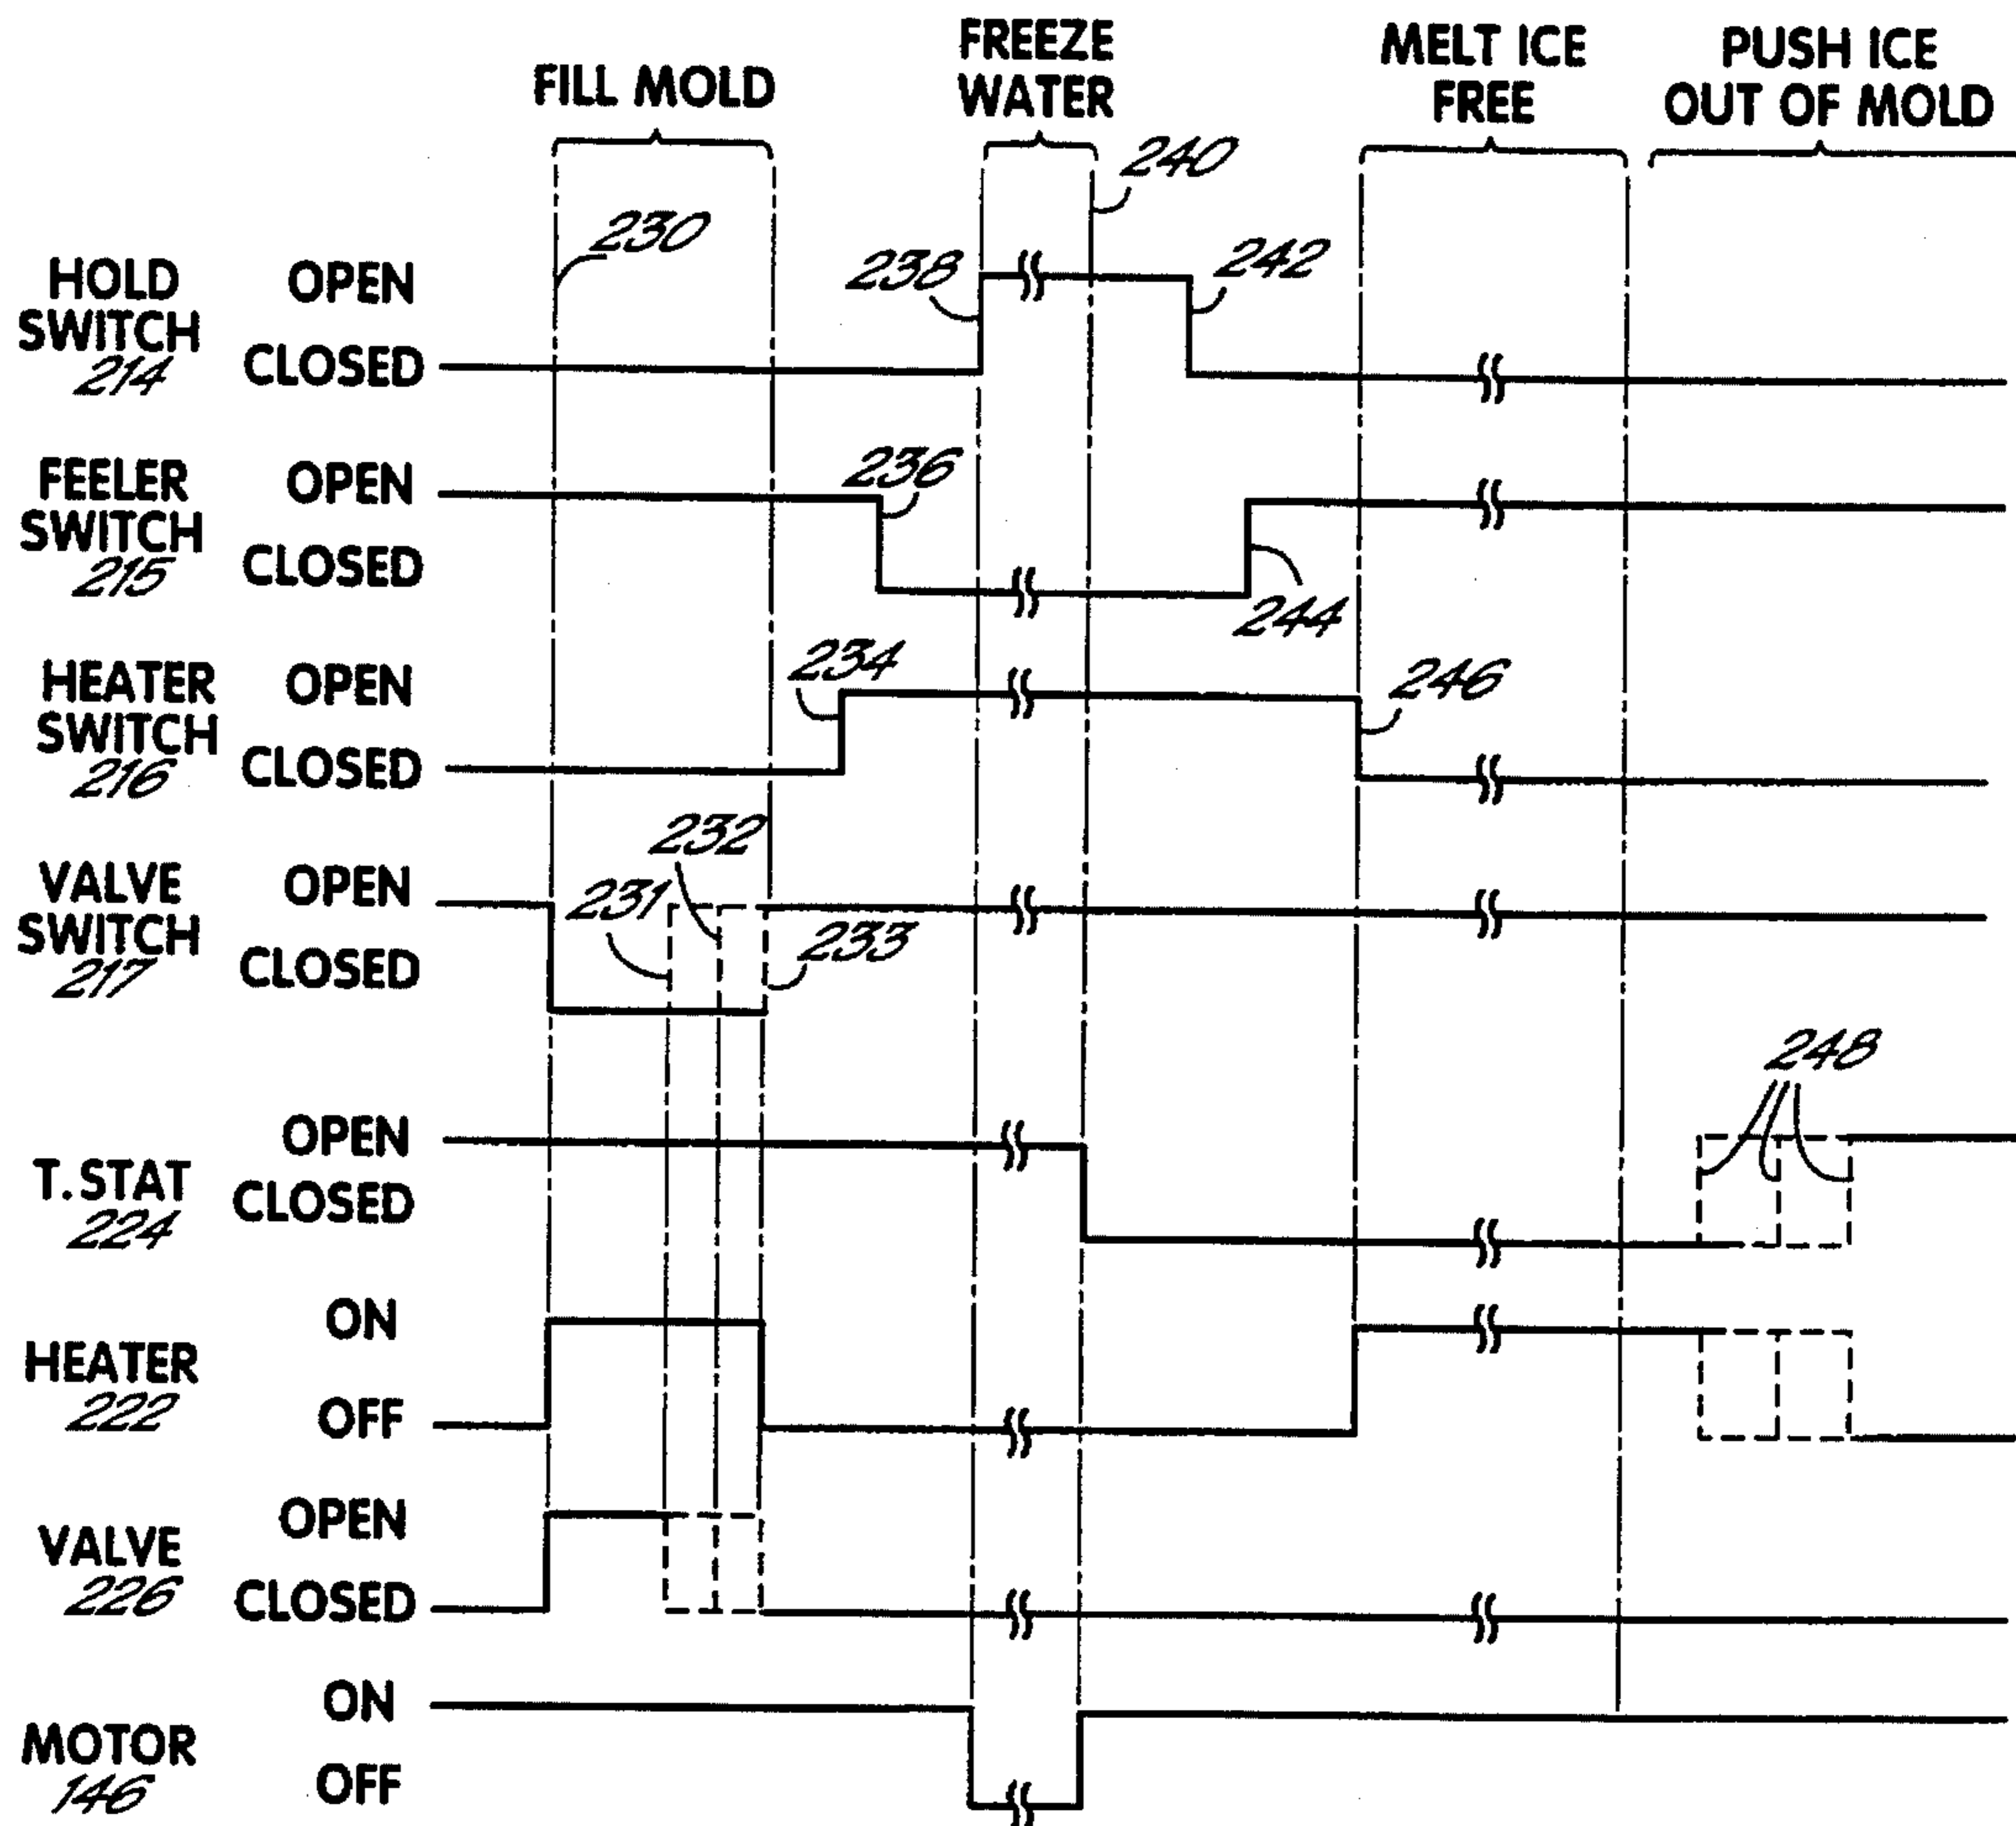 FILL MOLD
FREEZE
WATER
MELT ICE
FREE
PUSH ICE
OUT OF MOLD
240
230
HOLD
SWITCH
214
OPEN
CLOSED
238
242
FEELER
SWITCH
215
OPEN
CLOSED
236
244
HEATER
SWITCH
216
OPEN
CLOSED
234
246
VALVE
SWITCH
217
OPEN
CLOSED
232
231
233
T.STAT
224
OPEN
CLOSED
248
HEATER
222
ON
OFF
VALVE
226
OPEN
CLOSED
MOTOR
146
ON
OFF